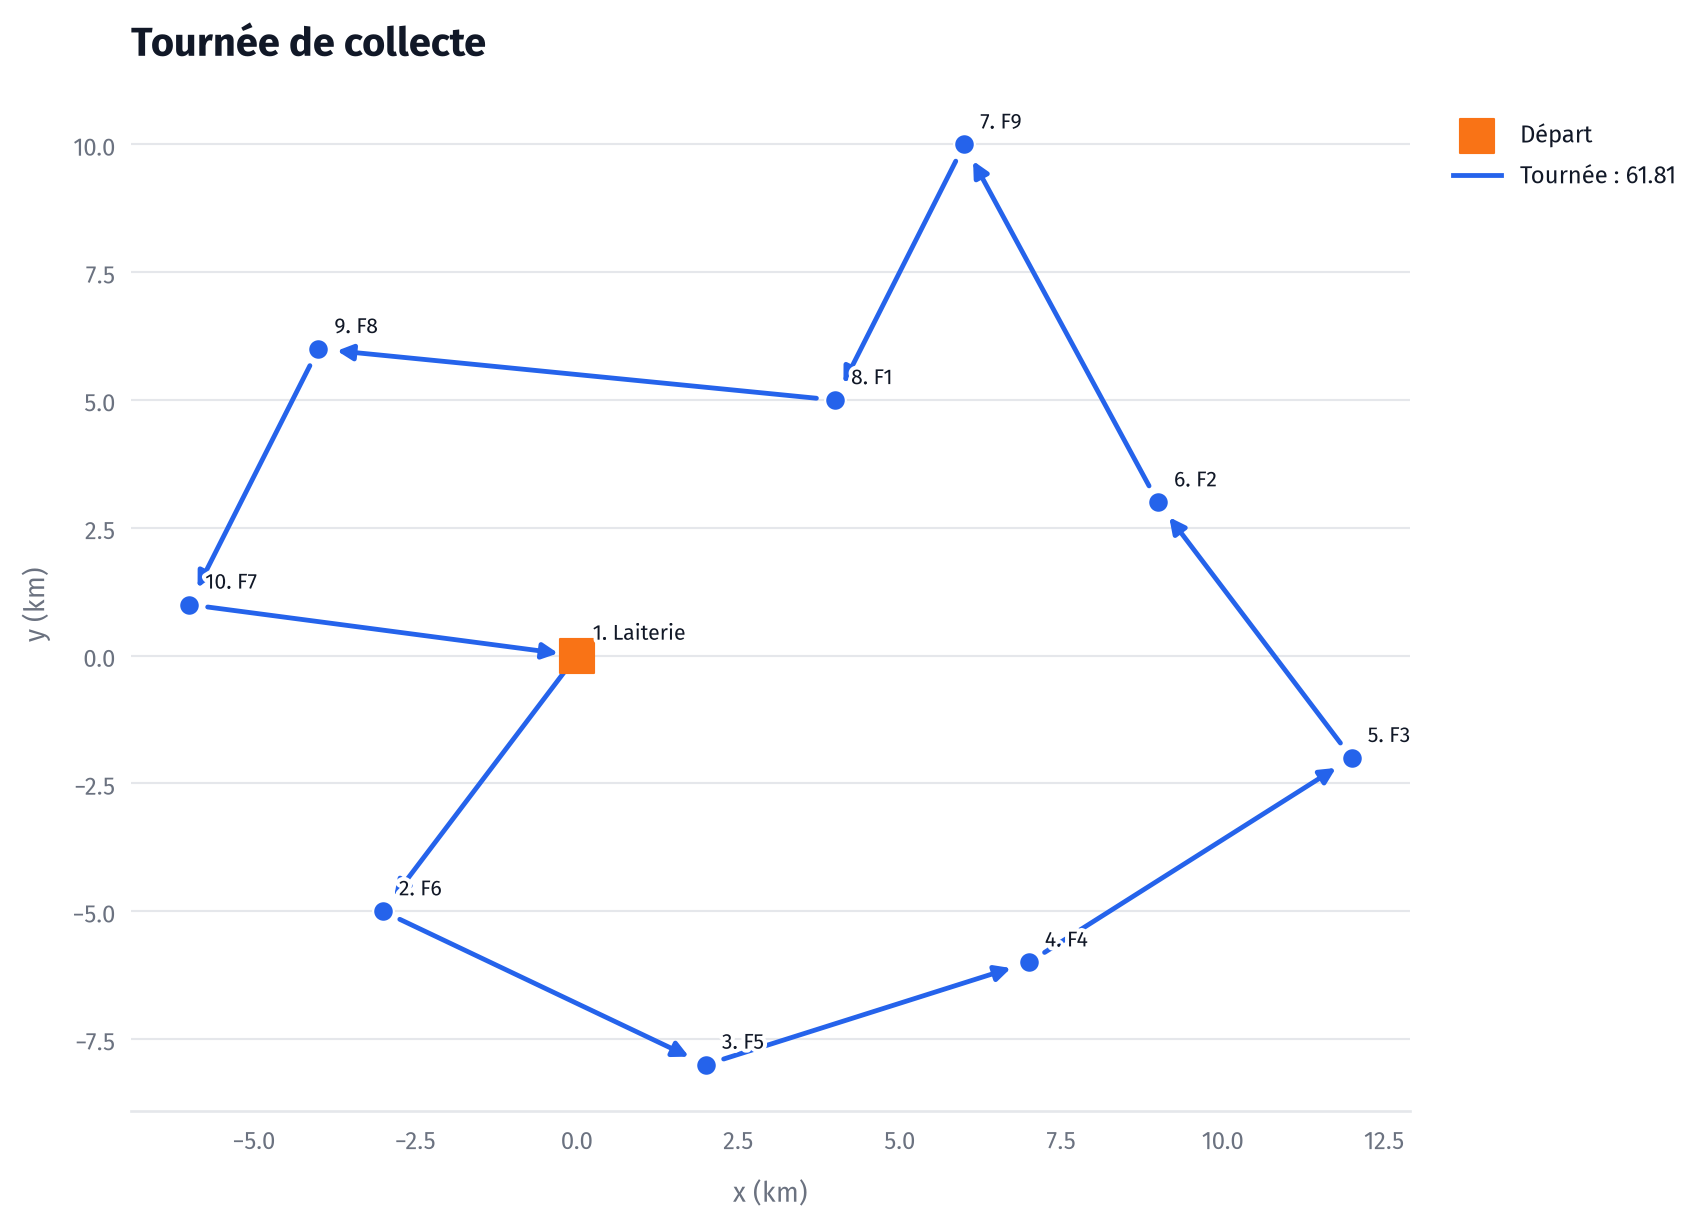 Tournée de collecte
Départ
Tournée : 61.81
7. F9
10.0
7.5
9. F8
8. F1
5.0
6. F2
2.5
10. F7
1. Laiterie
0.0
5. F3
−2.5
2. F6
−5.0
4. F4
3. F5
−7.5
y (km)
−5.0 −2.5 0.0 2.5 5.0 7.5 10.0 12.5
x (km)